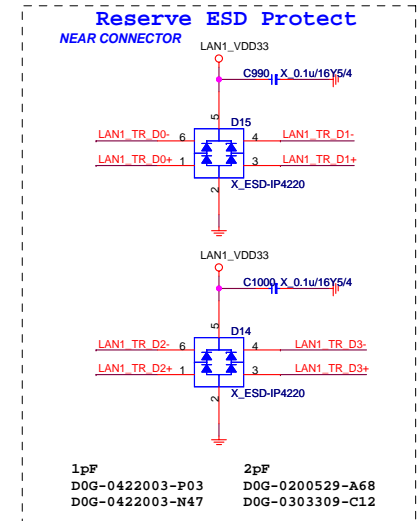 Reserve ESD Protect
NEAR CONNECTOR
LAN1_VDD33
C990 X_0.1u/16Y5/4
5
D15
LAN1_TR_D0- 6 4 LAN1_TR_D1-
LAN1_TR_D0+ 1 3 LAN1_TR_D1+
2
X_ESD-IP4220
LAN1_VDD33
C1000 X_0.1u/16Y5/4
5
D14
LAN1_TR_D2- 6 4 LAN1_TR_D3-
LAN1_TR_D2+ 1 3 LAN1_TR_D3+
2
X_ESD-IP4220
1pF 2pF
D0G-0422003-P03 D0G-0200529-A68
D0G-0422003-N47 D0G-0303309-C12